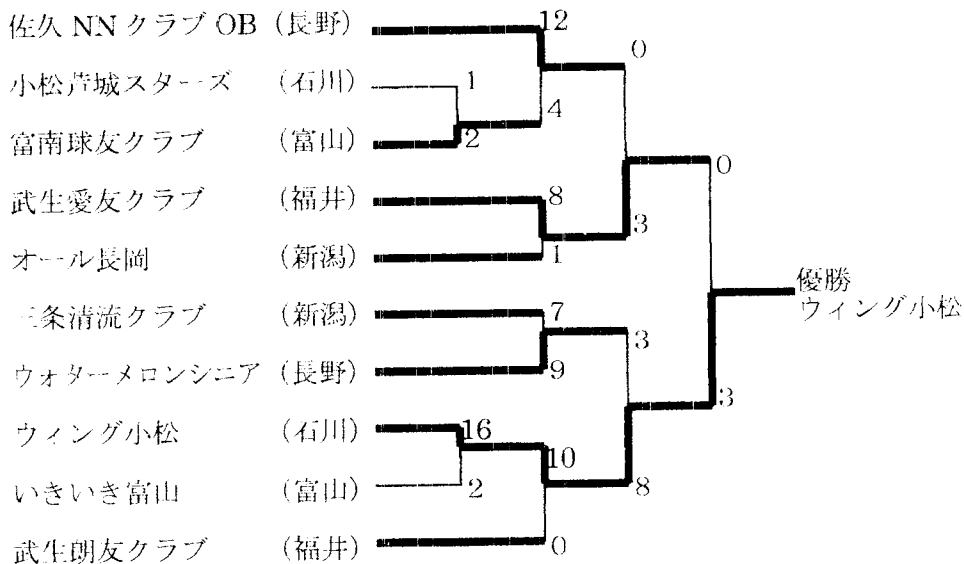 佐久 NN クラブ OB (長野) 12
0
小松芦城スターズ (石川) 1
4
富南球友クラブ (富山) 2
0
武生愛友クラブ (福井) 8
3
オール長岡 (新潟) 1
優勝
ウィング小松
三条清流クラブ (新潟) 7
3
ウォターメロンシニア (長野) 9
3
ウィング小松 (石川) 16
10
いきいき富山 (富山) 2
8
武生朗友クラブ (福井) 0